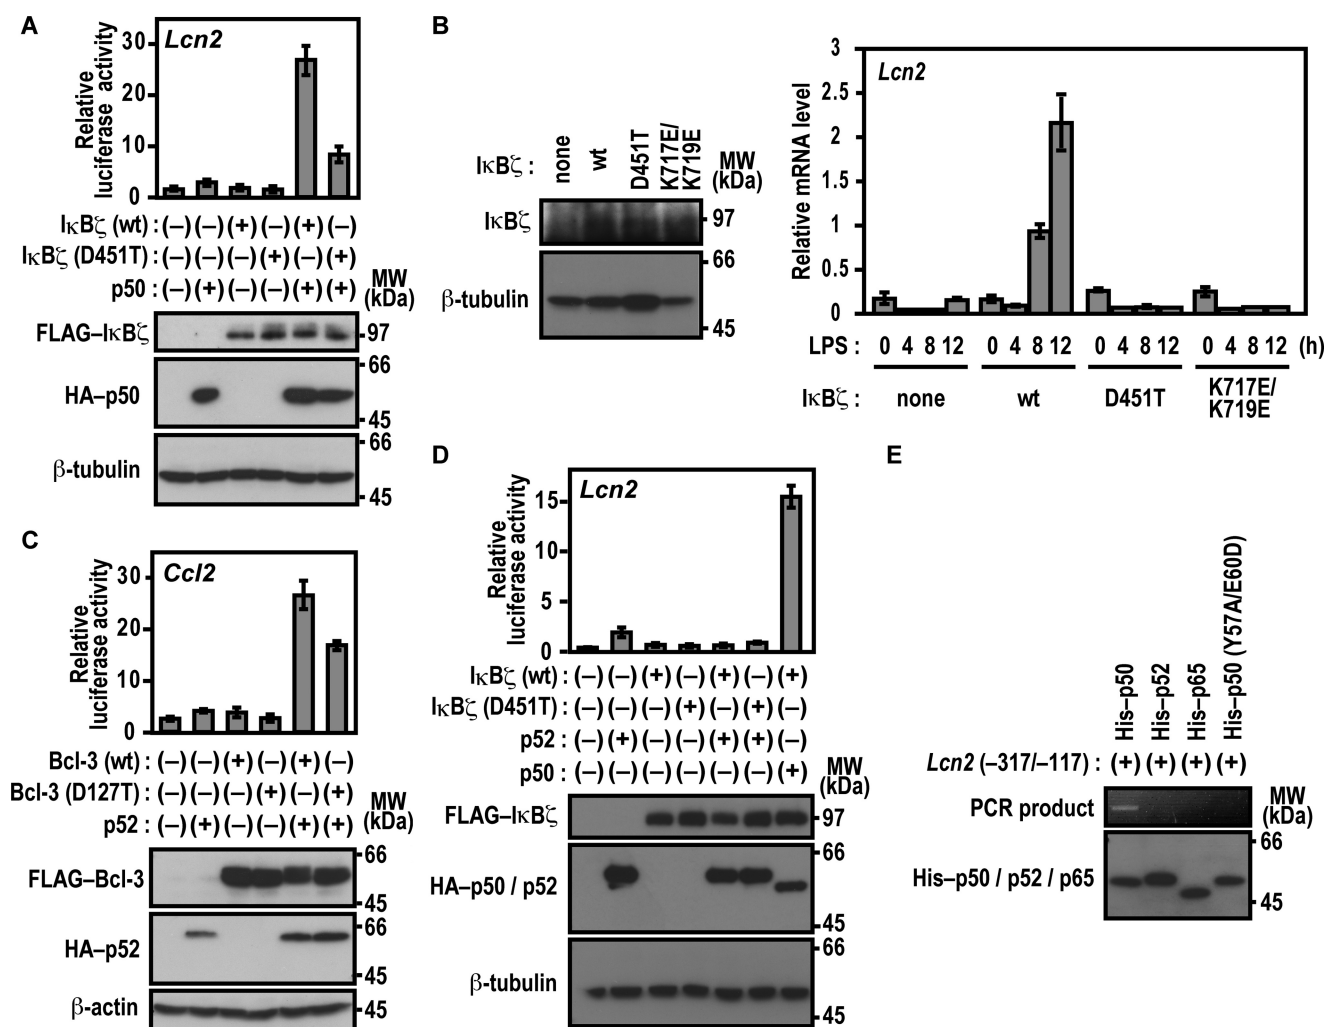 A
Lcn2
Relative
luciferase activity
30
20
10
0
IκBζ (wt) : (–) (–) (+) (–) (+) (–)
IκBζ (D451T) : (–) (–) (–) (+) (–) (+)
p50 : (–) (+) (–) (–) (+) (+)
MW
(kDa)
FLAG–IκBζ
97
HA–p50
66
45
β-tubulin
66
45
B
IκBζ :
none
wt
D451T
K717E/
K719E
MW
(kDa)
IκBζ
97
β-tubulin
66
45
Lcn2
Relative mRNA level
3
2.5
2
1.5
1
0.5
0
LPS : 0 4 8 12 0 4 8 12 0 4 8 12 0 4 8 12 (h)
IκBζ : none wt D451T K717E/
K719E
C
Ccl2
Relative
luciferase activity
30
20
10
0
Bcl-3 (wt) : (–) (–) (+) (–) (+) (–)
Bcl-3 (D127T) : (–) (–) (–) (+) (–) (+)
p52 : (–) (+) (–) (–) (+) (+)
MW
(kDa)
FLAG–Bcl-3
66
45
HA–p52
66
45
β-actin
45
D
Lcn2
Relative
luciferase activity
15
10
5
0
IκBζ (wt) : (–) (–) (+) (–) (+) (–) (+)
IκBζ (D451T) : (–) (–) (–) (+) (–) (+) (–)
p52 : (–) (+) (–) (–) (+) (+) (–)
p50 : (–) (–) (–) (–) (–) (–) (+)
MW
(kDa)
FLAG–IκBζ
97
HA–p50 / p52
66
45
β-tubulin
66
45
E
His–p50
His–p52
His–p65
His–p50 (Y57A/E60D)
Lcn2 (–317/–117) : (+) (+) (+) (+)
PCR product
MW
(kDa)
His–p50 / p52 / p65
66
45